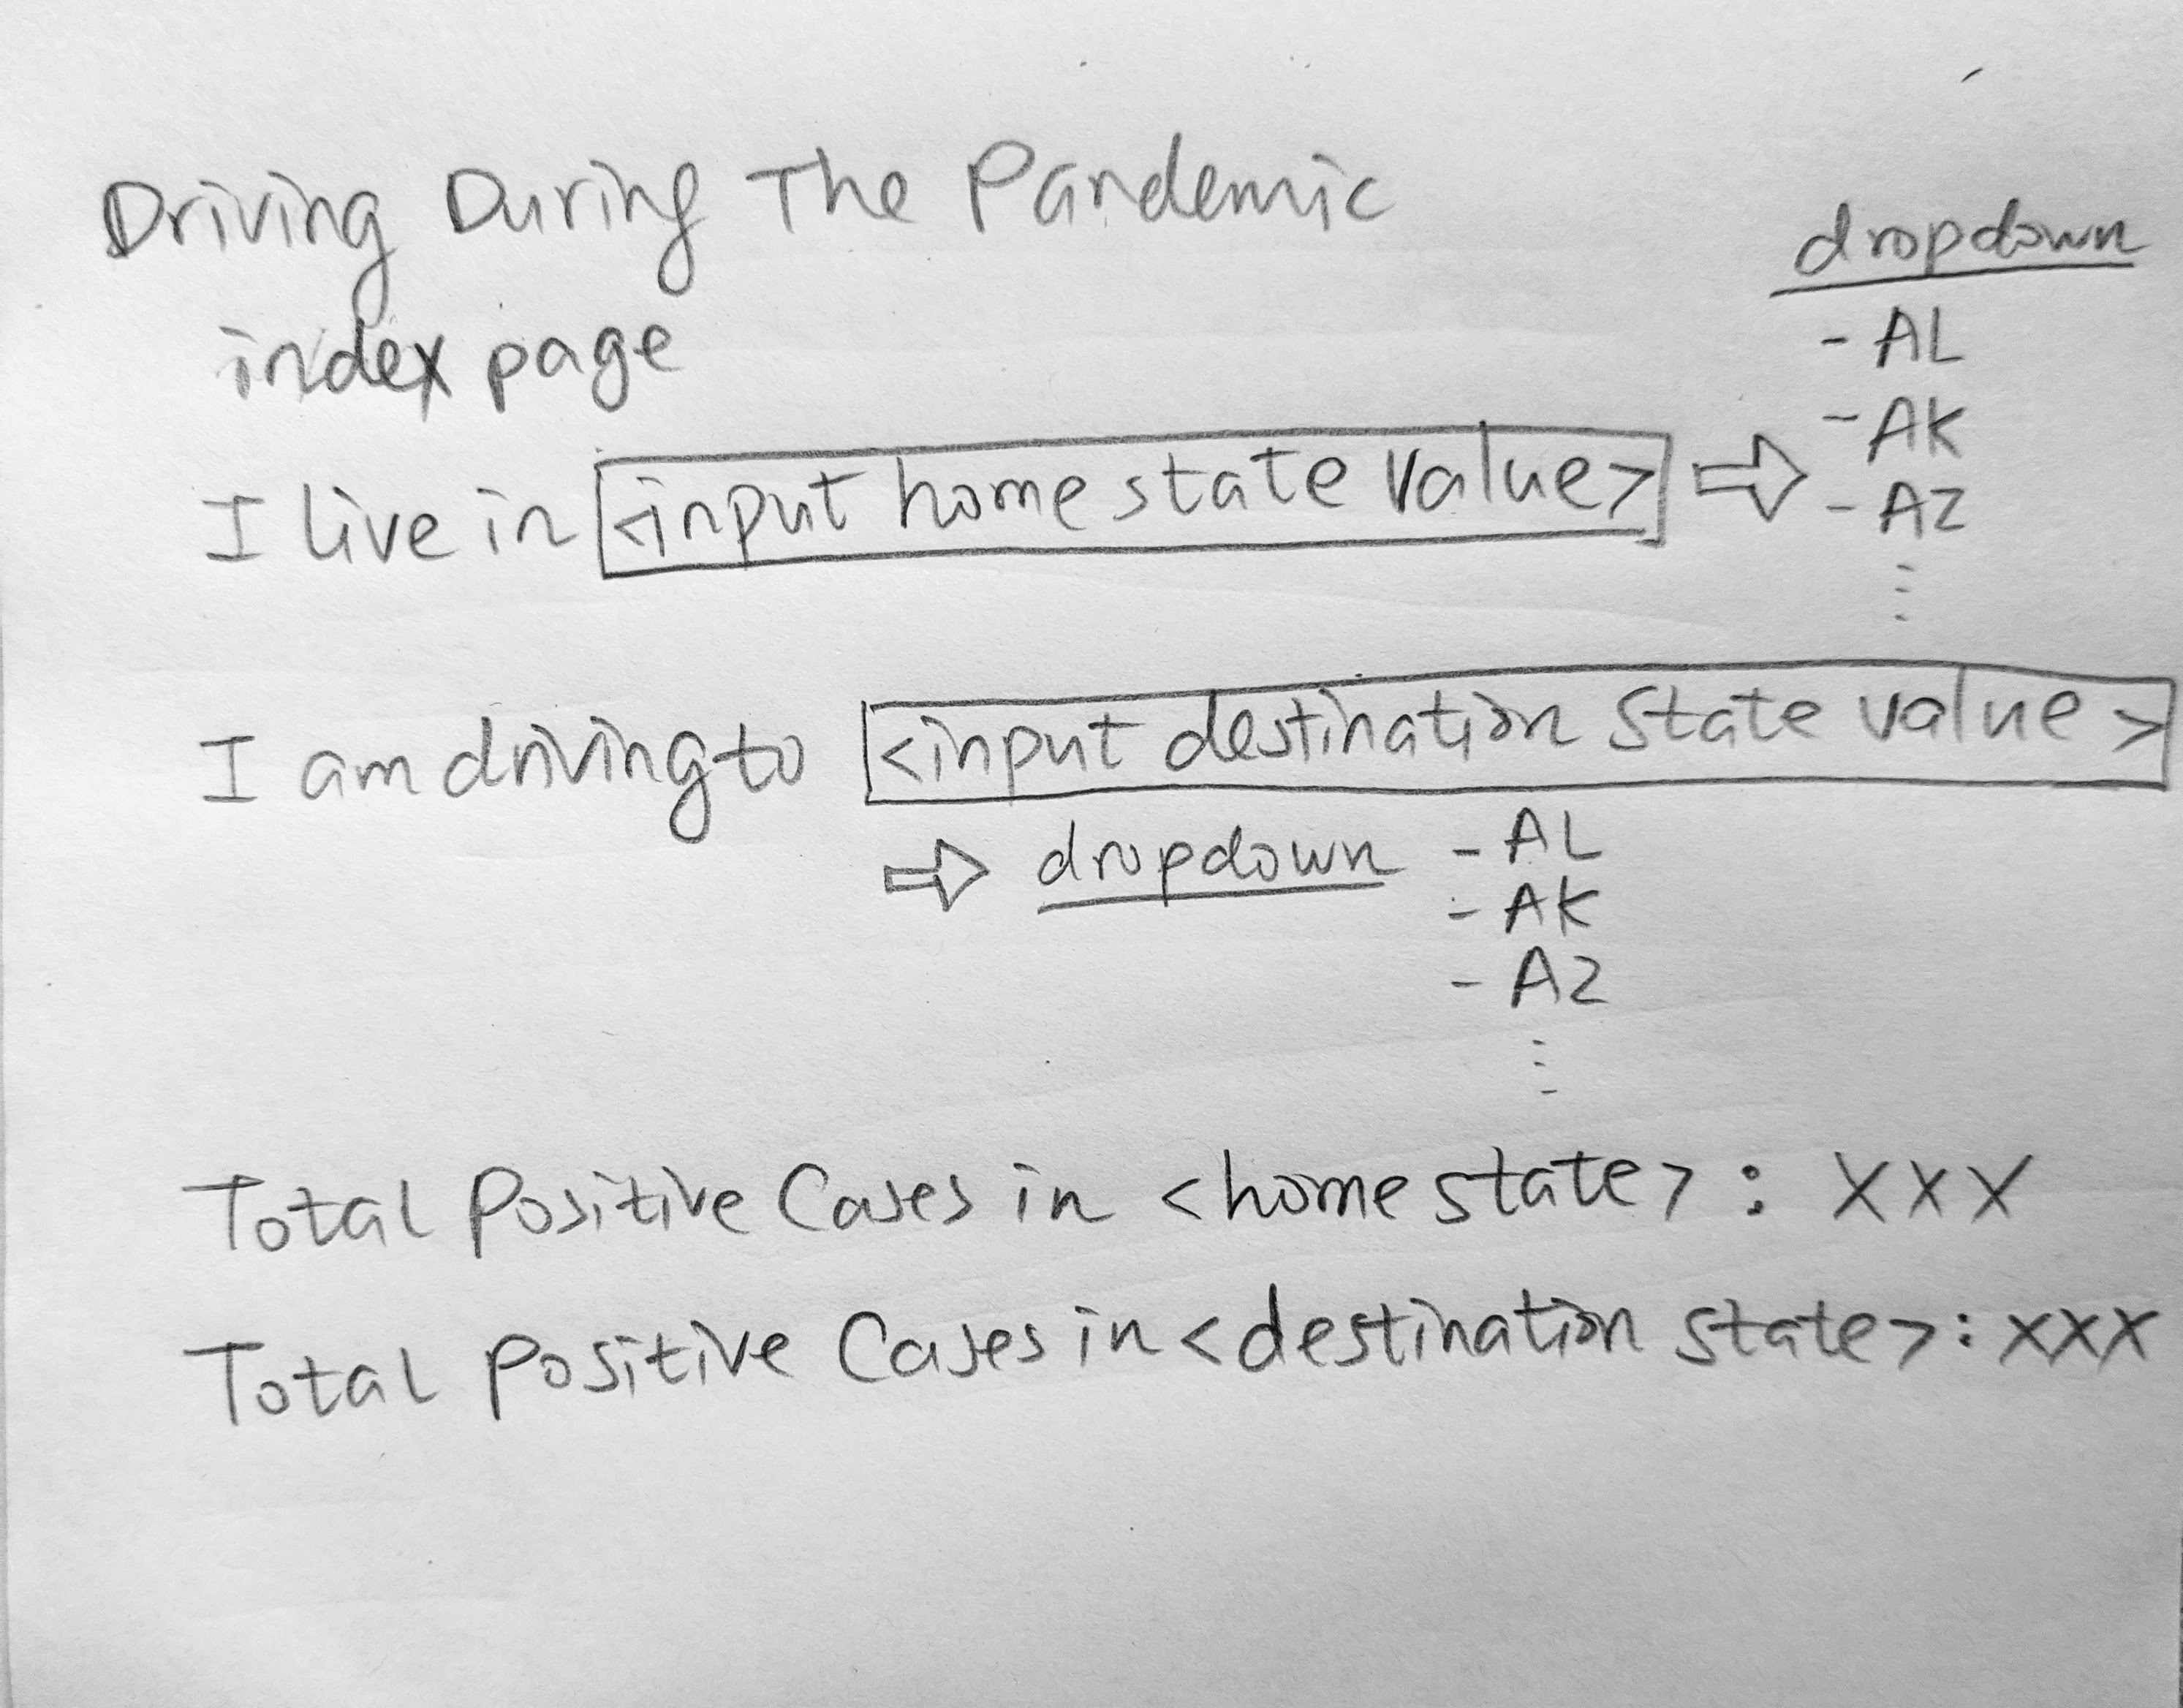 Driving During The Pandemic
index page
I live in <input home state value> ⇨ dropdown
- AL
- AK
- AZ
⋮
I am driving to <input destination state value>
⇨ dropdown - AL
- AK
- AZ
⋮
Total Positive Cases in <home state> : XXX
Total Positive Cases in <destination state> : XXX